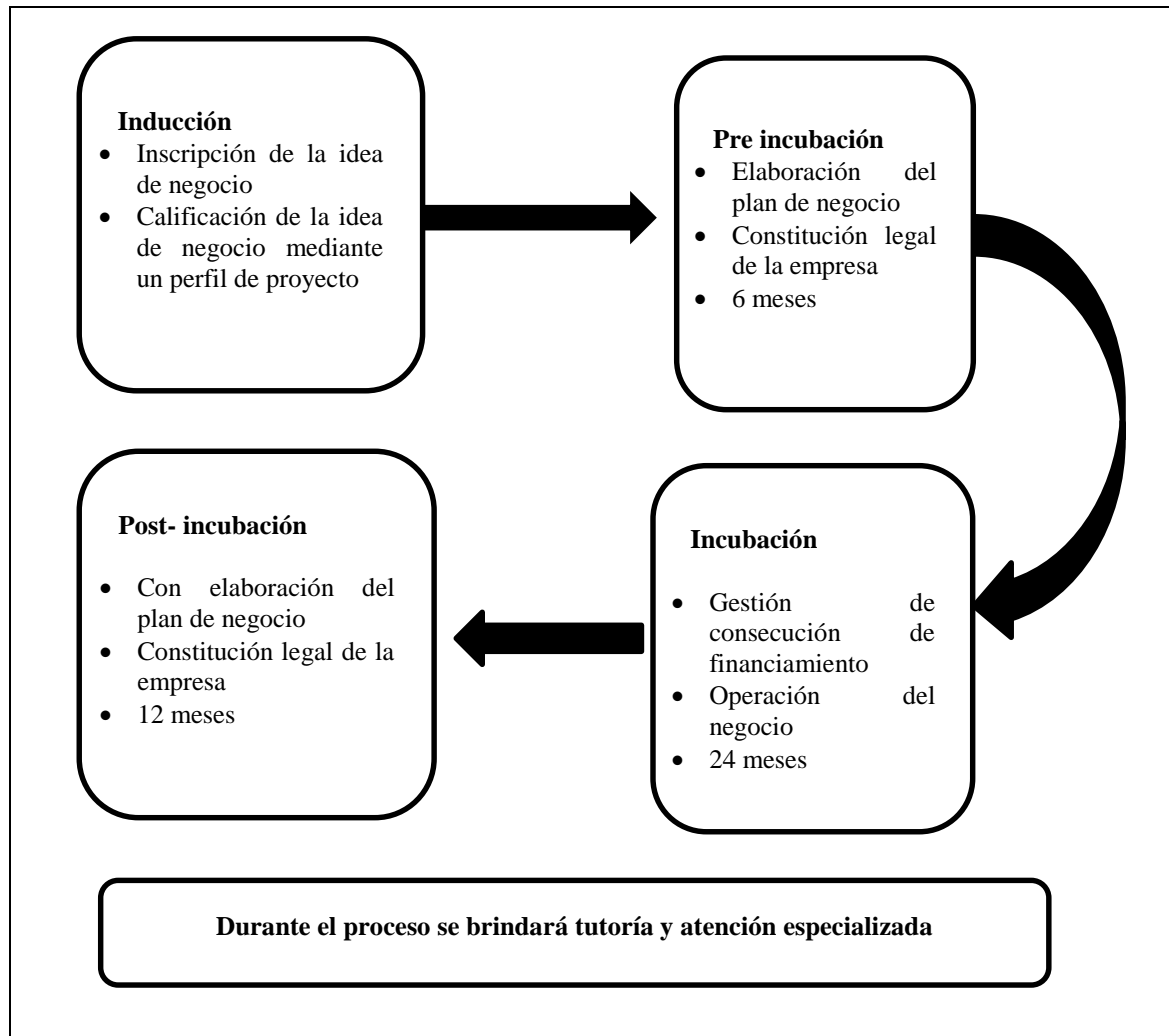 Inducción
• Inscripción de la idea
de negocio
• Calificación de la idea
de negocio mediante
un perfil de proyecto
Pre incubación
• Elaboración del
plan de negocio
• Constitución legal
de la empresa
• 6 meses
Incubación
• Gestión de
consecución de
financiamiento
• Operación del
negocio
• 24 meses
Post- incubación
• Con elaboración del
plan de negocio
• Constitución legal de la
empresa
• 12 meses
Durante el proceso se brindará tutoría y atención especializada